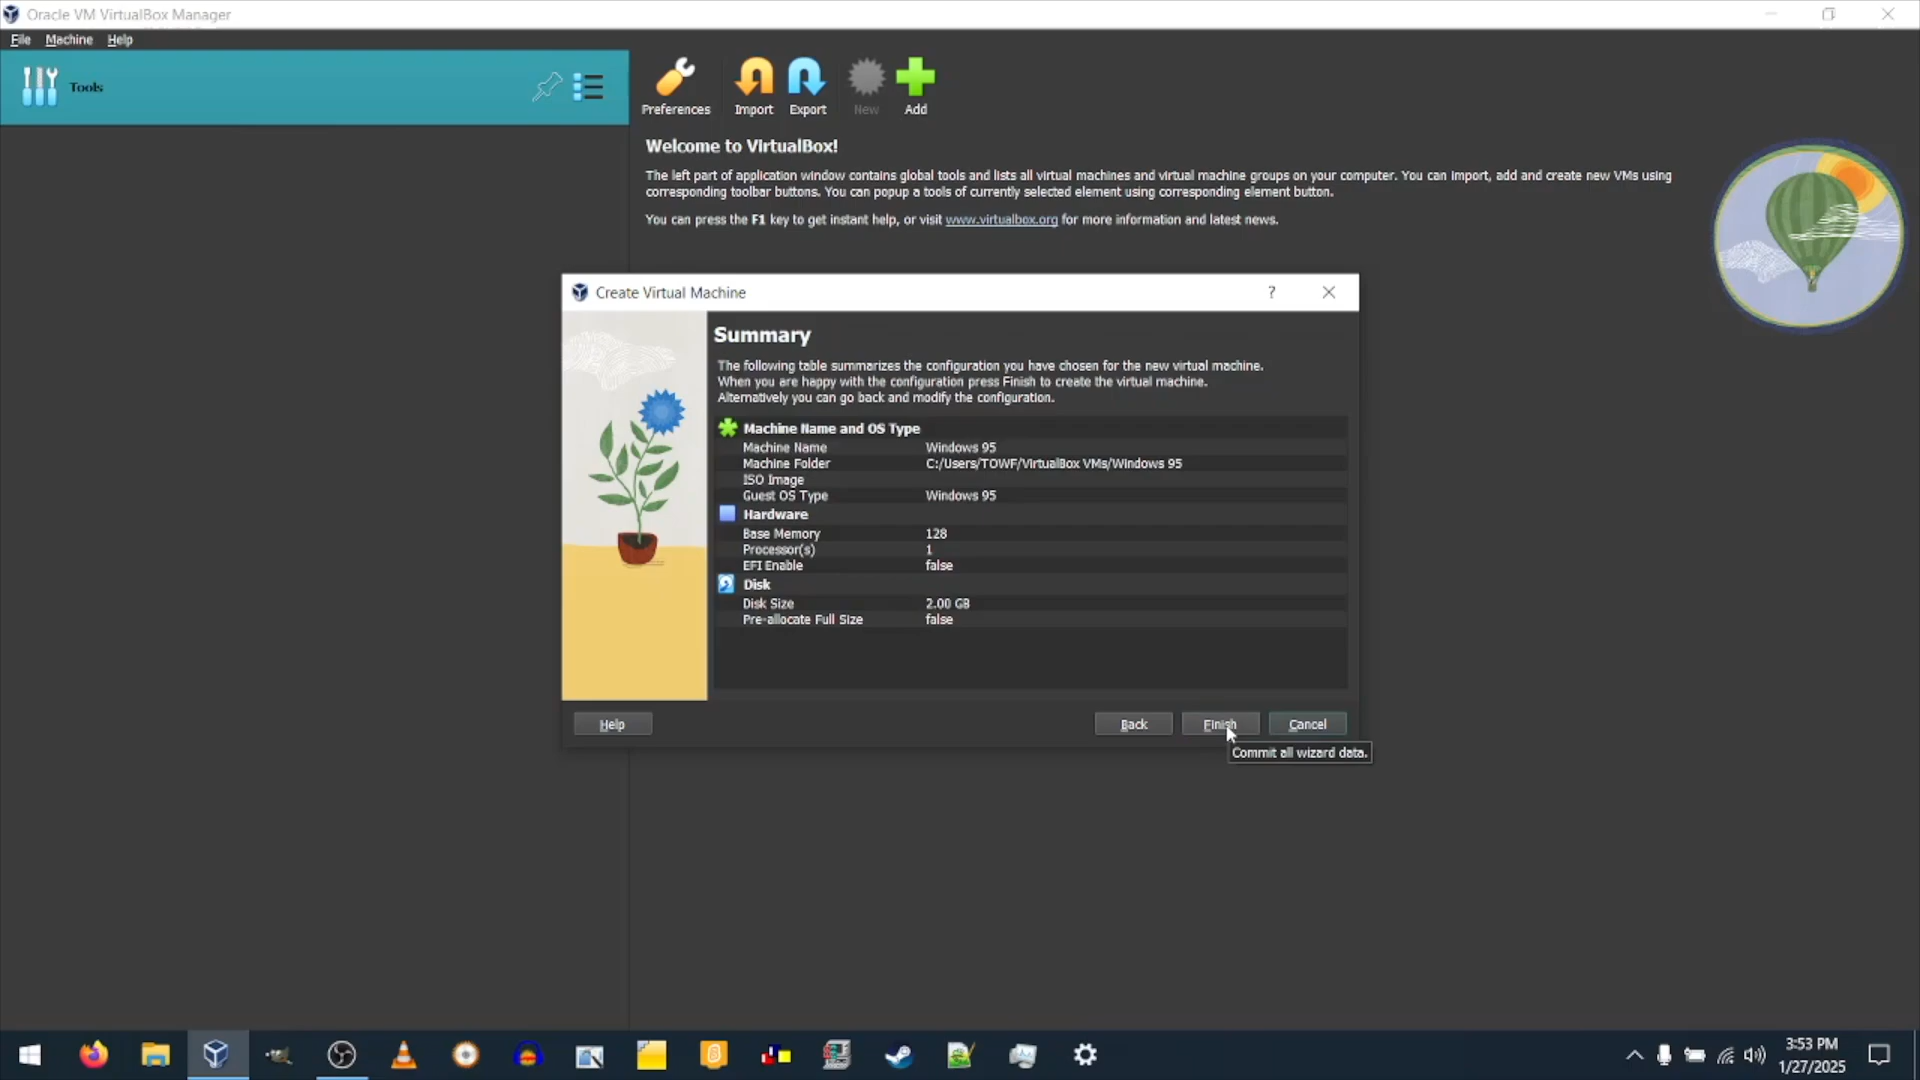 Oracle VM VirtualBox Manager
File Machine Help
Tools
Preferences Import Export New Add
Welcome to VirtualBox!
The left part of application window contains global tools and lists all virtual machines and virtual machine groups on your computer. You can import, add and create new VMs using
corresponding toolbar buttons. You can popup a tools of currently selected element using corresponding element button.
You can press the F1 key to get instant help, or visit www.virtualbox.org for more information and latest news.
Create Virtual Machine ?
Summary
The following table summarizes the configuration you have chosen for the new virtual machine.
When you are happy with the configuration press Finish to create the virtual machine.
Alternatively you can go back and modify the configuration.
Machine Name and OS Type
Machine Name Windows 95
Machine Folder C:/Users/TOWF/VirtualBox VMs/Windows 95
ISO Image
Guest OS Type Windows 95
Hardware
Base Memory 128
Processor(s) 1
EFI Enable false
Disk
Disk Size 2.00 GB
Pre-allocate Full Size false
Help Back Finish Cancel
Commit all wizard data.
3:53 PM
1/27/2025